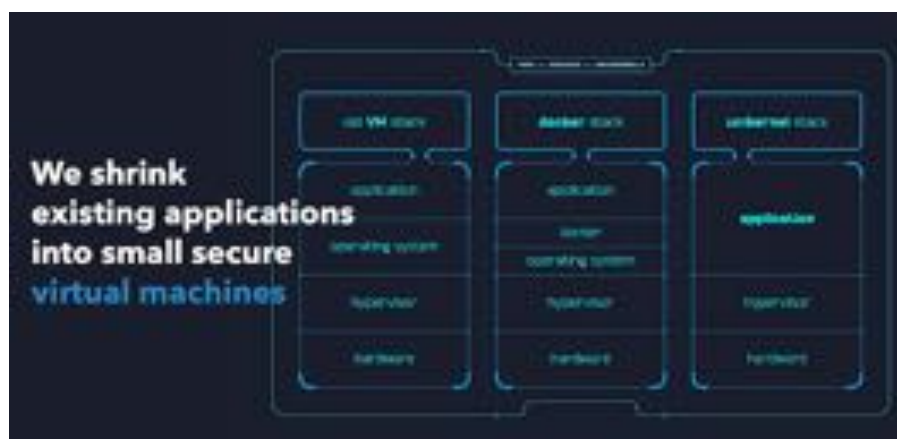 We shrink
existing applications
into small secure
virtual machines
old VM stack
application
operating system
hypervisor
hardware
docker stack
application
docker
operating system
hypervisor
hardware
unikernel stack
application
hypervisor
hardware